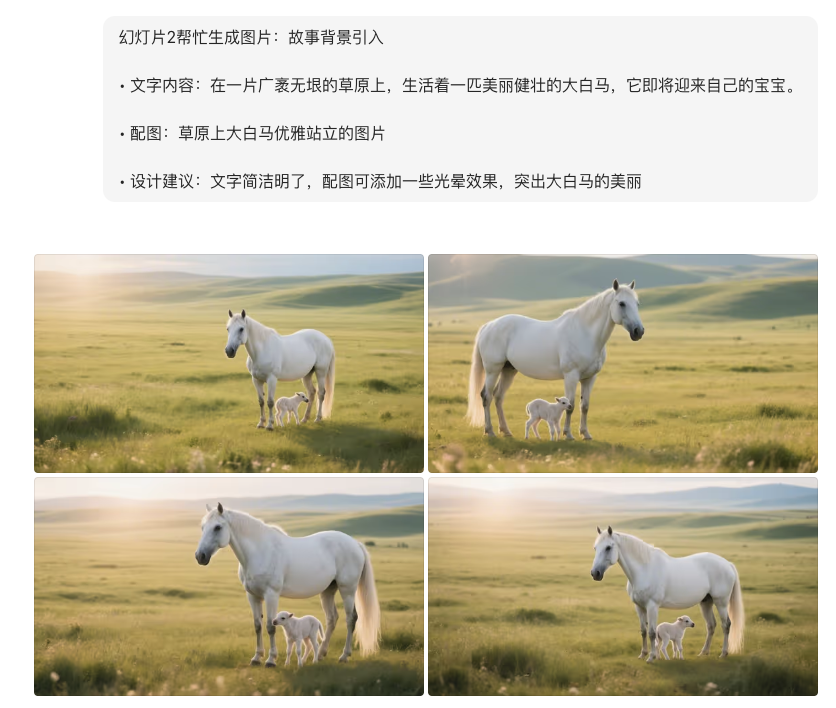 幻灯片2帮忙生成图片：故事背景引入
• 文字内容：在一片广袤无垠的草原上，生活着一匹美丽健壮的大白马，它即将迎来自己的宝宝。
• 配图：草原上大白马优雅站立的图片
• 设计建议：文字简洁明了，配图可添加一些光晕效果，突出大白马的美丽